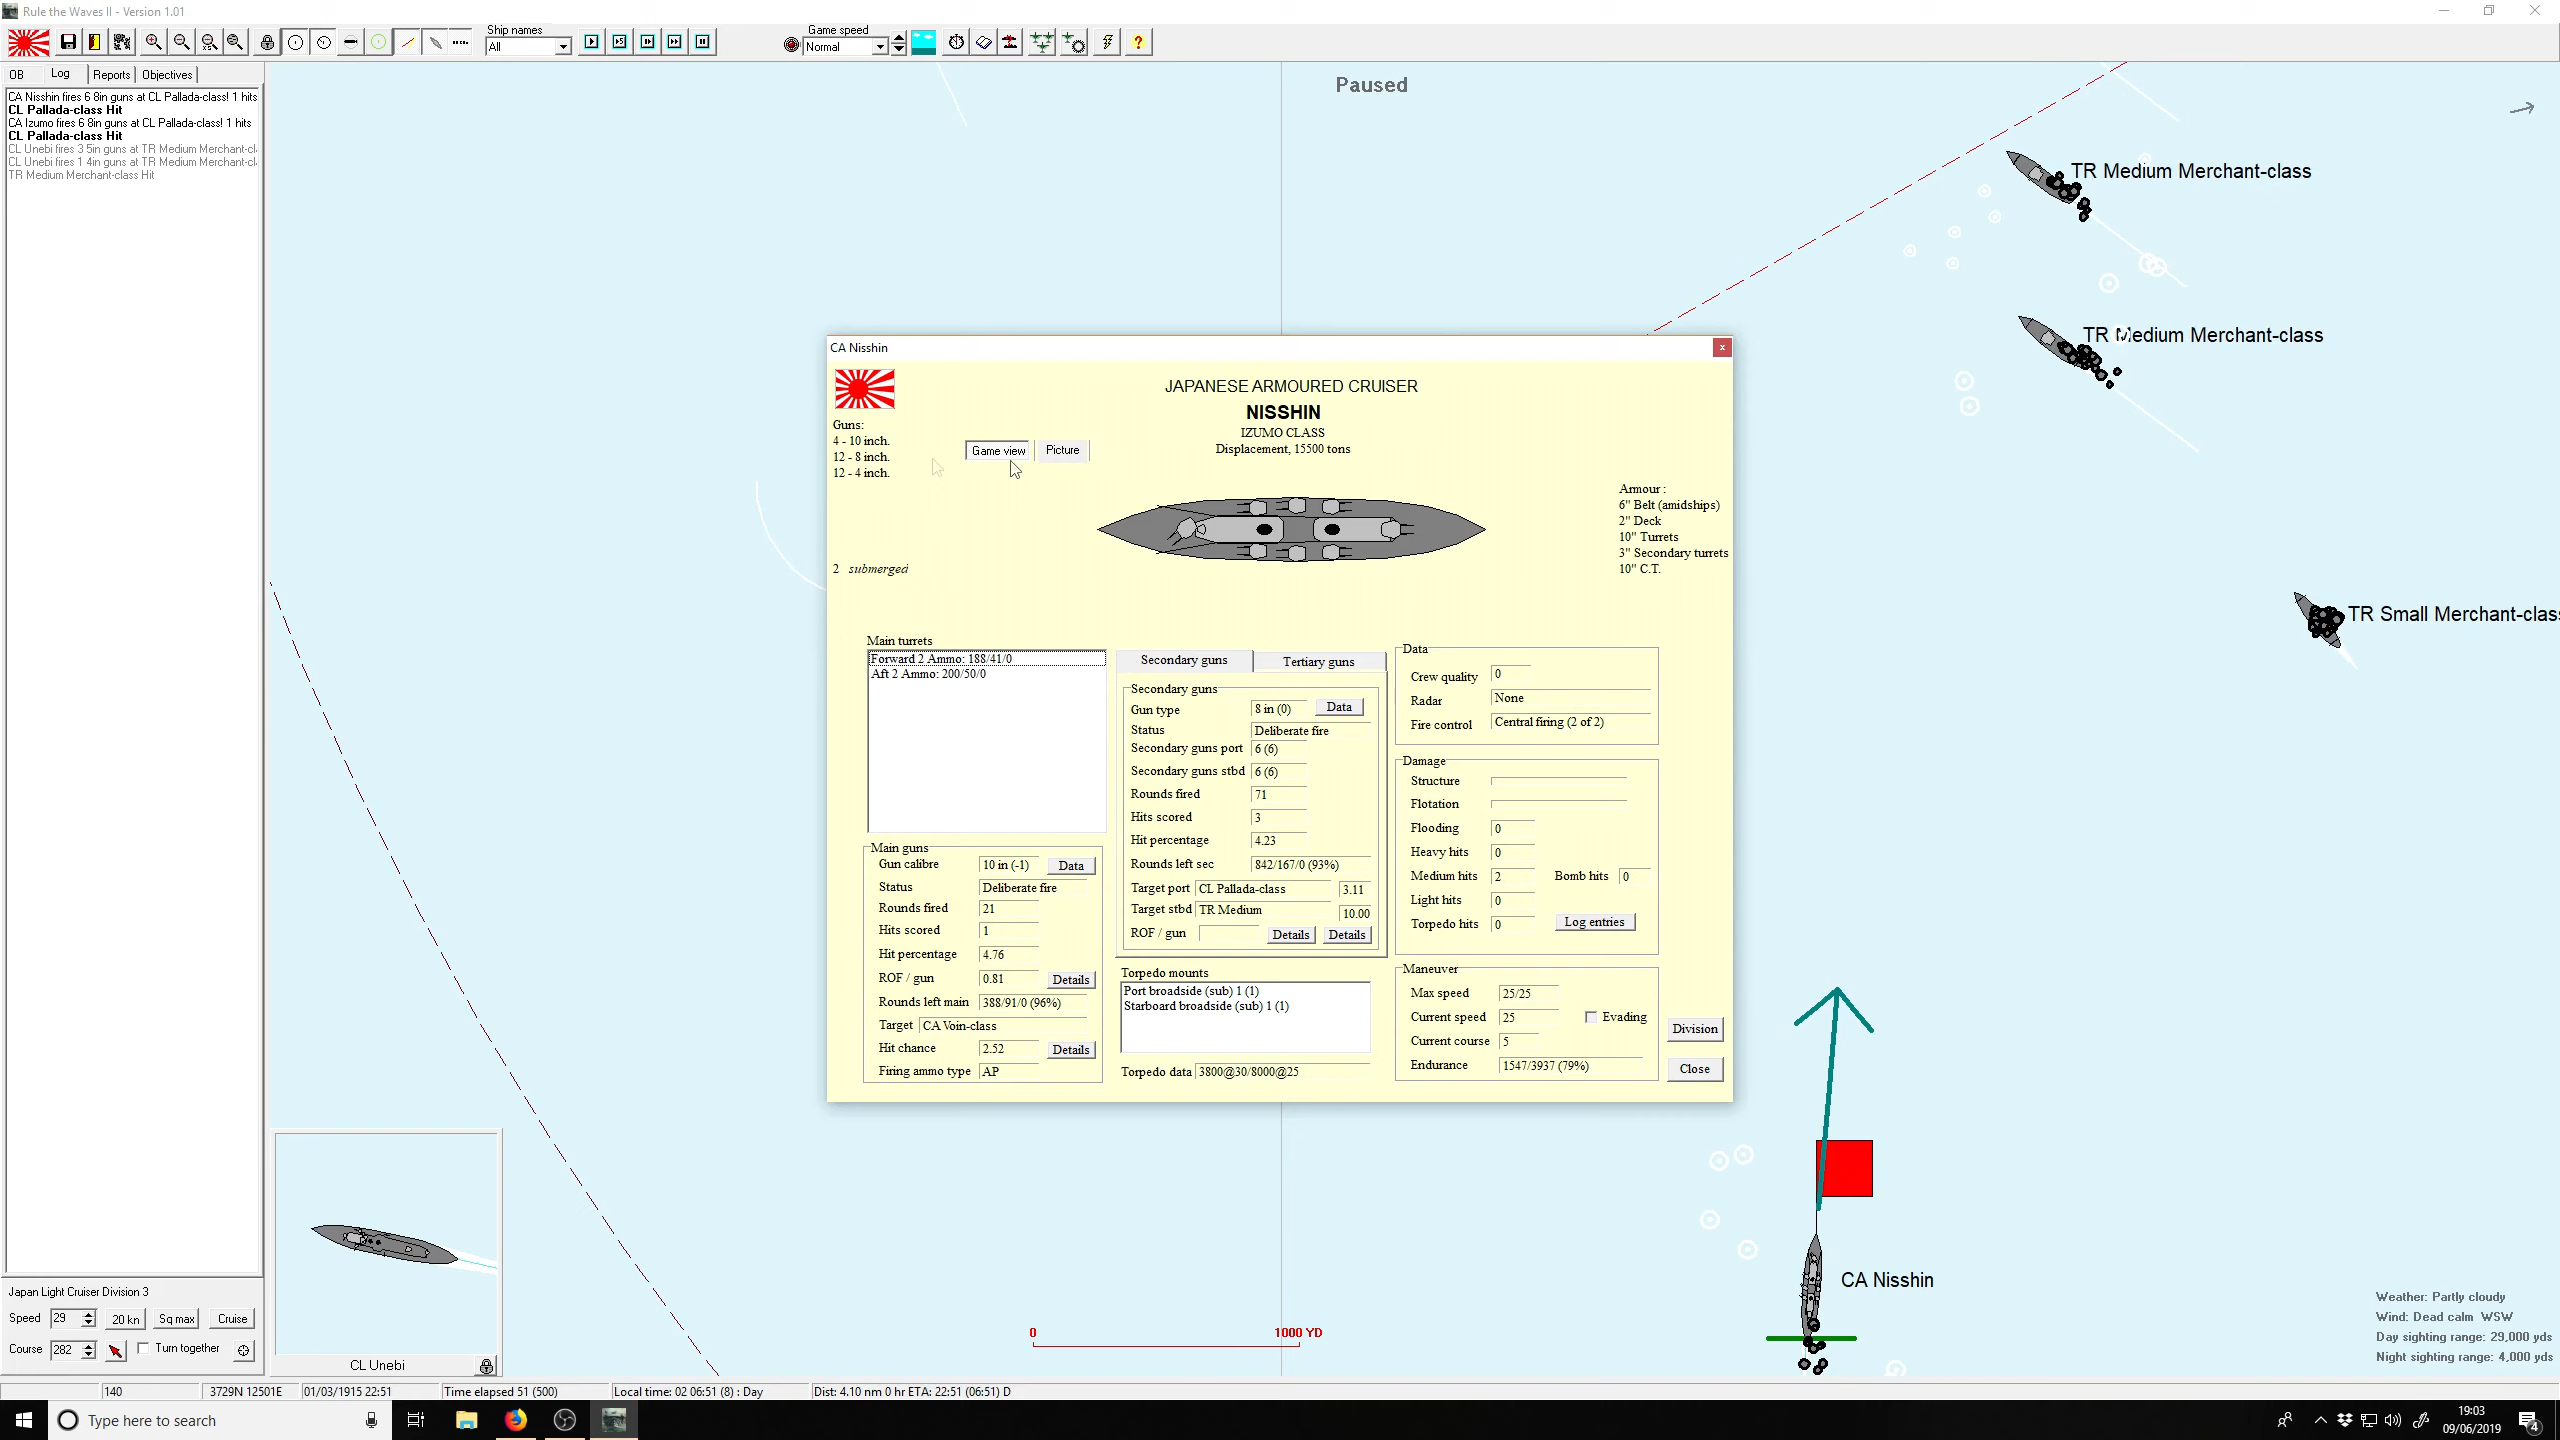 Rule the Waves II - Version 1.01
Ship names
All
Game speed
Normal
OB
Log
Reports
Objectives
CA Nisshin fires 6 8in guns at CL Pallada-class! 1 hits
CL Pallada-class Hit
CA Izumo fires 6 8in guns at CL Pallada-class! 1 hits
CL Pallada-class Hit
CL Unebi fires 3 5in guns at TR Medium Merchant-cl
CL Unebi fires 1 4in guns at TR Medium Merchant-cl
TR Medium Merchant-class Hit
Paused
TR Medium Merchant-class
TR Medium Merchant-class
TR Small Merchant-class
CA Nisshin
JAPANESE ARMOURED CRUISER
NISSHIN
IZUMO CLASS
Displacement, 15500 tons
Guns:
4 - 10 inch.
12 - 8 inch.
12 - 4 inch.
Game view
Picture
2 submerged
Armour :
6" Belt (amidships)
2" Deck
10" Turrets
3" Secondary turrets
10" C.T.
Main turrets
Forward 2 Ammo: 188/41/0
Aft 2 Ammo: 200/50/0
Main guns
Gun calibre 10 in (-1) Data
Status Deliberate fire
Rounds fired 21
Hits scored 1
Hit percentage 4.76
ROF / gun 0.81 Details
Rounds left main 388/91/0 (96%)
Target CA Voin-class
Hit chance 2.52 Details
Firing ammo type AP
Secondary guns
Tertiary guns
Secondary guns
Gun type 8 in (0) Data
Status Deliberate fire
Secondary guns port 6 (6)
Secondary guns stbd 6 (6)
Rounds fired 71
Hits scored 3
Hit percentage 4.23
Rounds left sec 842/167/0 (93%)
Target port CL Pallada-class 3.11
Target stbd TR Medium 10.00
ROF / gun Details Details
Torpedo mounts
Port broadside (sub) 1 (1)
Starboard broadside (sub) 1 (1)
Torpedo data 3800@30/8000@25
Data
Crew quality 0
Radar None
Fire control Central firing (2 of 2)
Damage
Structure
Flotation
Flooding 0
Heavy hits 0
Medium hits 2 Bomb hits 0
Light hits 0
Torpedo hits 0 Log entries
Maneuver
Max speed 25/25
Current speed 25 Evading
Current course 5
Endurance 1547/3937 (79%)
Division
Close
CA Nisshin
0 1000 YD
Weather: Partly cloudy
Wind: Dead calm WSW
Day sighting range: 29,000 yds
Night sighting range: 4,000 yds
CL Unebi
Japan Light Cruiser Division 3
Speed 29 20 kn Sq max Cruise
Course 282 Turn together
140 3729N 12501E 01/03/1915 22:51 Time elapsed 51 (500) Local time: 02 06:51 (8) : Day Dist: 4.10 nm 0 hr ETA: 22:51 (06:51) D
Type here to search
19:03
09/06/2019
4